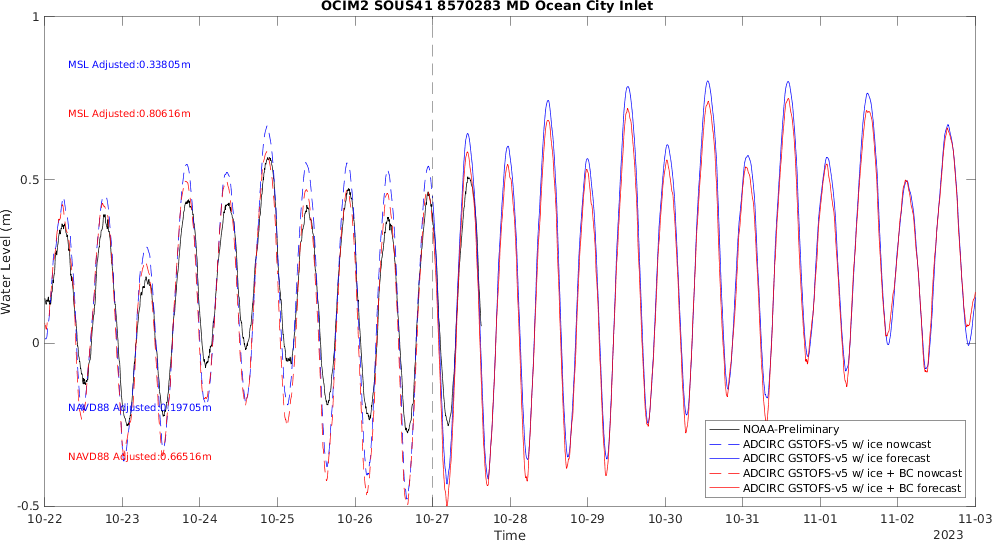 OCIM2 SOUS41 8570283 MD Ocean City Inlet
1
MSL Adjusted:0.33805m
MSL Adjusted:0.80616m
0.5
Water Level (m)
0
NAVD88 Adjusted:0.19705m
NAVD88 Adjusted:0.66516m
-0.5
NOAA-Preliminary
ADCIRC GSTOFS-v5 w/ ice nowcast
ADCIRC GSTOFS-v5 w/ ice forecast
ADCIRC GSTOFS-v5 w/ ice + BC nowcast
ADCIRC GSTOFS-v5 w/ ice + BC forecast
10-22 10-23 10-24 10-25 10-26 10-27 10-28 10-29 10-30 10-31 11-01 11-02 11-03
Time
2023